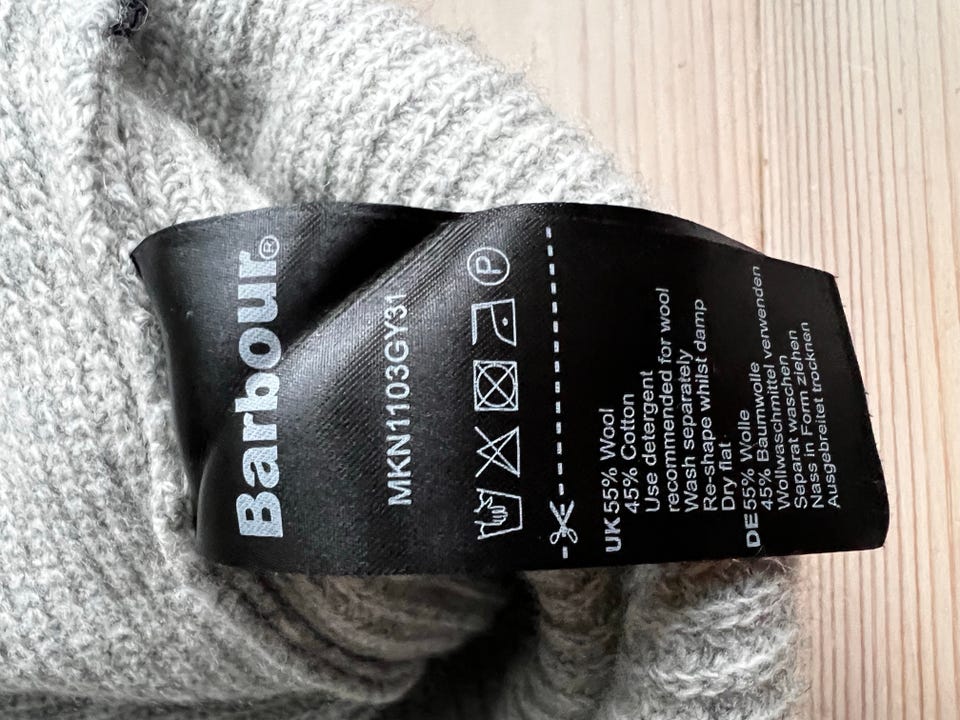 Barbour®
MKN1103GY31
P
UK 55% Wool
45% Cotton
Use detergent
recommended for wool
Wash separately
Re-shape whilst damp
Dry flat
DE 55% Wolle
45% Baumwolle
Wollwaschmittel verwenden
Separat waschen
Nass in Form ziehen
Ausgebreitet trocknen